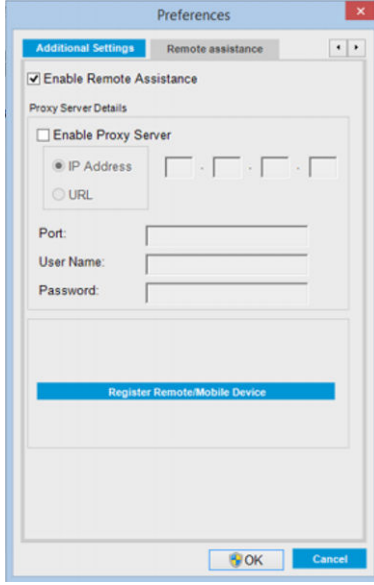 Preferences
Additional Settings Remote assistance
Enable Remote Assistance
Proxy Server Details
Enable Proxy Server
IP Address
URL
Port:
User Name:
Password:
Register Remote/Mobile Device
OK Cancel